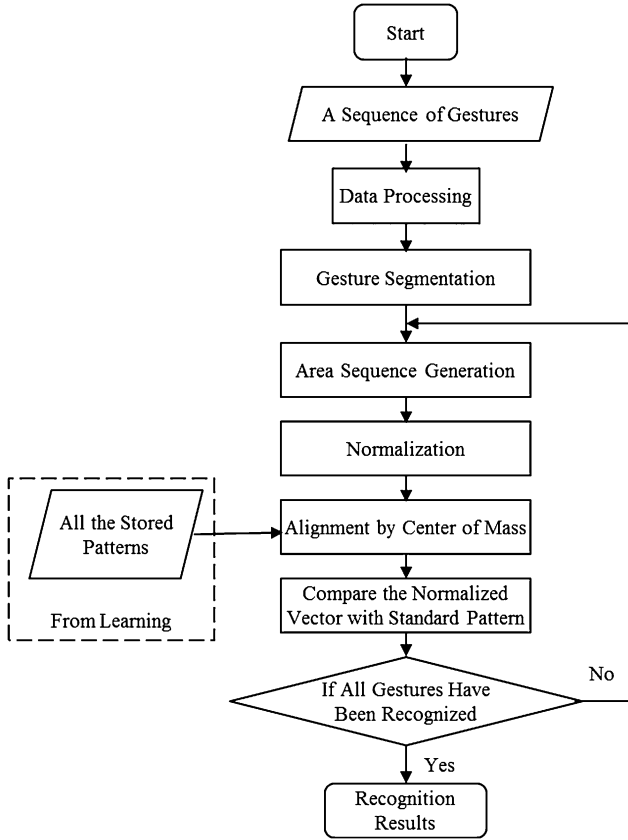 Start
A Sequence of Gestures
Data Processing
Gesture Segmentation
Area Sequence Generation
Normalization
All the Stored
Patterns
From Learning
Alignment by Center of Mass
Compare the Normalized
Vector with Standard Pattern
If All Gestures Have
Been Recognized
No
Yes
Recognition
Results